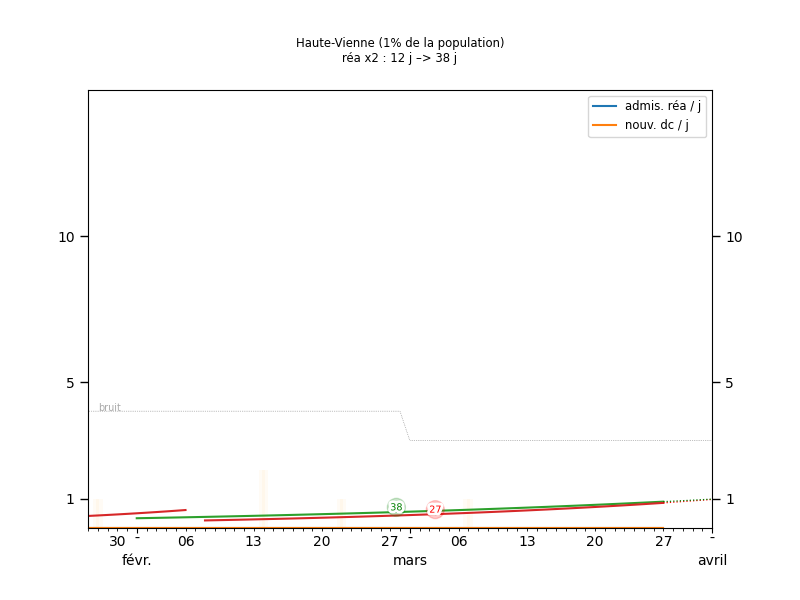 Haute-Vienne (1% de la population)
réa x2 : 12 j –> 38 j
admis. réa / j
nouv. dc / j
10 10
5 5
bruit
38 27
1 1
30 - 06 13 20 27 - 06 13 20 27 -
févr. mars avril